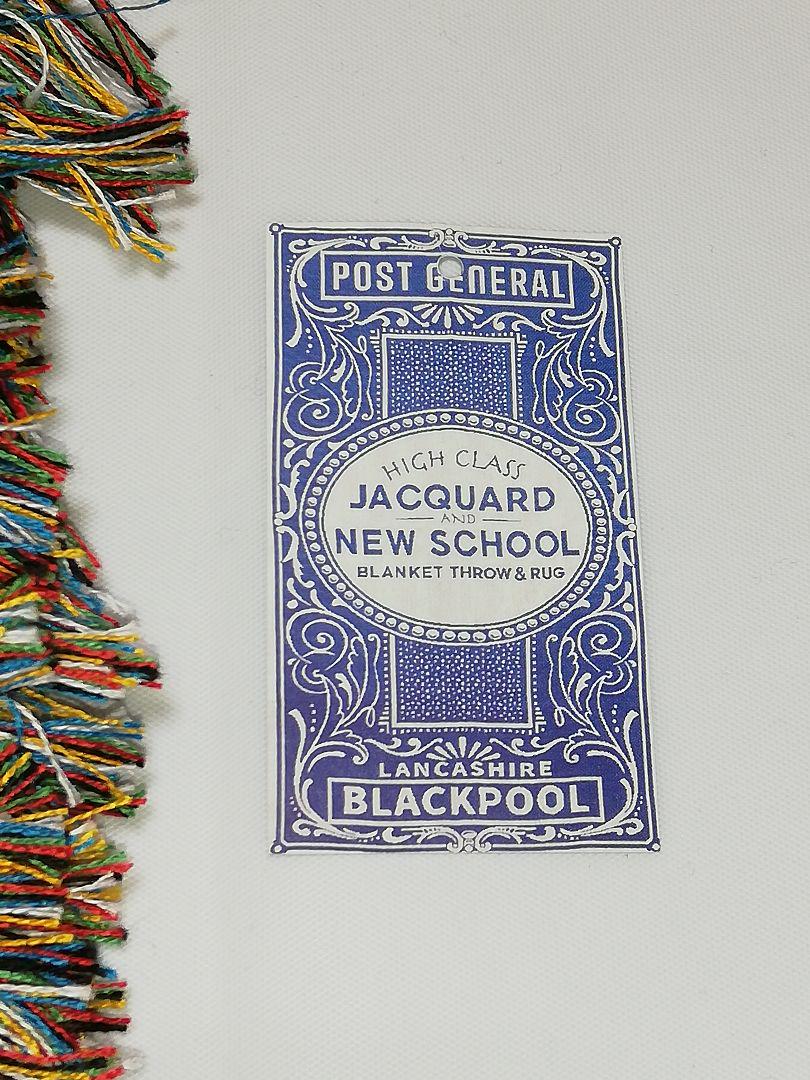 POST GENERAL
HIGH CLASS
JACQUARD
AND
NEW SCHOOL
BLANKET THROW & RUG
LANCASHIRE
BLACKPOOL